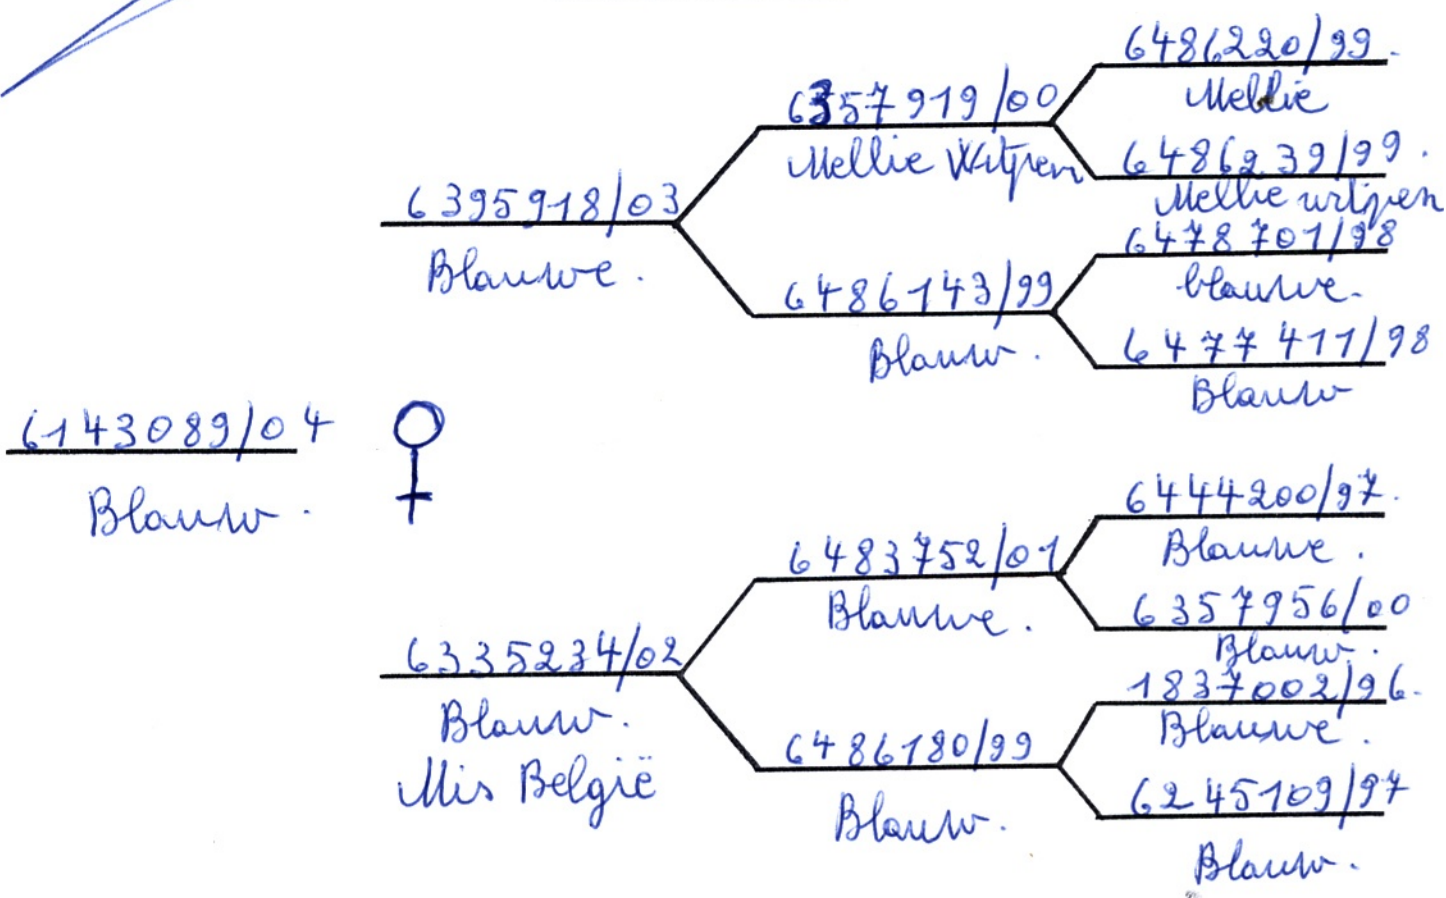 6486220/99.
Mellie
6357919/00
Mellie Witpen
6486239/99.
Mellie witpen
6395918/03
Blauwe.
6478701/98
blauwe.
6486143/99
Blauw.
6477411/98
Blauw
6143089/04 ♀
Blauw.
6444200/97.
Blauwe.
6483752/01
Blauwe.
6357956/00
Blauw.
6335234/02
Blauw.
Mis België
1837002/96.
Blauwe.
6486180/99
Blauw.
6245109/97
Blauw.